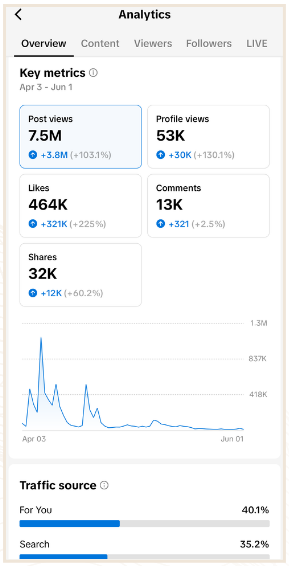 Analytics
Overview Content Viewers Followers LIVE
Key metrics
Apr 3 - Jun 1
Post views
7.5M
+3.8M (+103.1%)
Profile views
53K
+30K (+130.1%)
Likes
464K
+321K (+225%)
Comments
13K
+321 (+2.5%)
Shares
32K
+12K (+60.2%)
1.3M
837K
418K
Apr 03 Jun 01
Traffic source
For You 40.1%
Search 35.2%